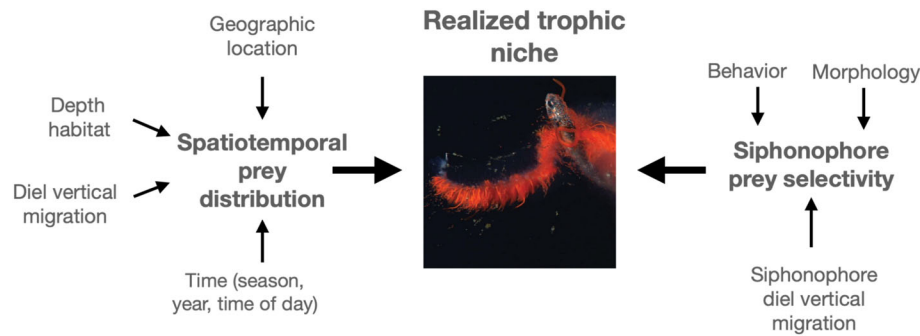 Geographic
location
Depth
habitat
Diel vertical
migration
Spatiotemporal
prey
distribution
Time (season,
year, time of day)
Realized trophic
niche
Behavior
Morphology
Siphonophore
prey selectivity
Siphonophore
diel vertical
migration